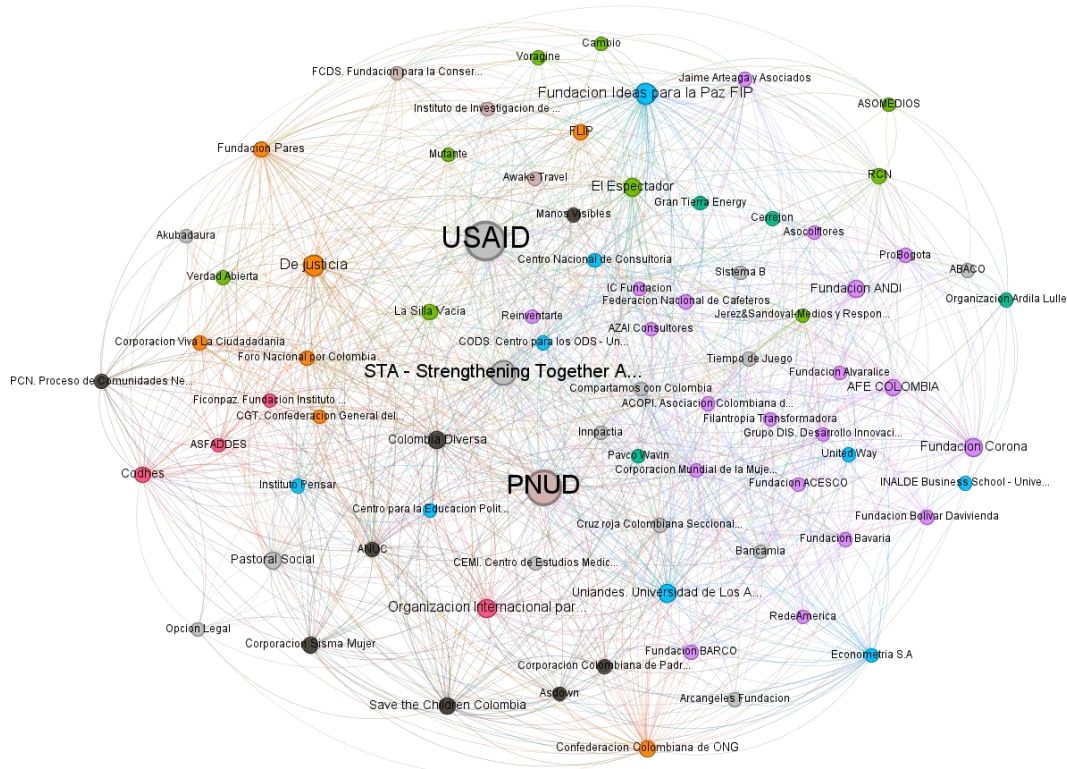 Cambio
Voragine
FCDS. Fundacion para la Conser...
Jaime Arteaga y Asociados
Fundacion Ideas para la Paz FIP
ASOMEDIOS
Instituto de Investigacion de ...
FLIP
Fundacion Pares
Mutante
RCN
Awake Travel
El Espectador
Gran Tierra Energy
Manos Visibles
Cerrejon
Asocolflores
Akubadaura
USAID
ProBogota
Centro Nacional de Consultoria
De justicia
Sistema B
ABACO
Verdad Abierta
IC Fundacion
Fundacion ANDI
Federacion Nacional de Cafeteros
Organizacion Ardila Lulle
La Silla Vacia
Reinventarte
Jerez&Sandoval-Medios y Respon...
AZAI Consultores
Corporacion Viva La Ciudadadania
CODS. Centro para los ODS - Un...
Foro Nacional por Colombia
Tiempo de Juego
STA - Strengthening Together A...
Fundacion Alvaralice
PCN. Proceso de Comunidades Ne...
Compartamos con Colombia
AFE COLOMBIA
Ficonpaz. Fundacion Instituto ...
ACOPI. Asociacion Colombiana d...
CGT. Confederacion General del...
Filantropia Transformadora
Innpactia
Grupo DIS. Desarrollo Innovaci...
Colombia Diversa
ASFADDES
Fundacion Corona
Pavco Wavin
United Way
Codhes
Corporacion Mundial de la Muje...
Instituto Pensar
PNUD
Fundacion ACESCO
INALDE Business School - Unive...
Centro para la Educacion Polit...
Fundacion Bolivar Davivienda
Cruz roja Colombiana Seccional...
Fundacion Bavaria
ANUC
Bancamia
Pastoral Social
CEMI. Centro de Estudios Medic...
Uniandes. Universidad de Los A...
Organizacion Internacional par...
RedeAmerica
Opcion Legal
Corporacion Sisma Mujer
Fundacion BARCO
Econometria S.A
Corporacion Colombiana de Padr...
Asdown
Arcangeles Fundacion
Save the Children Colombia
Confederacion Colombiana de ONG